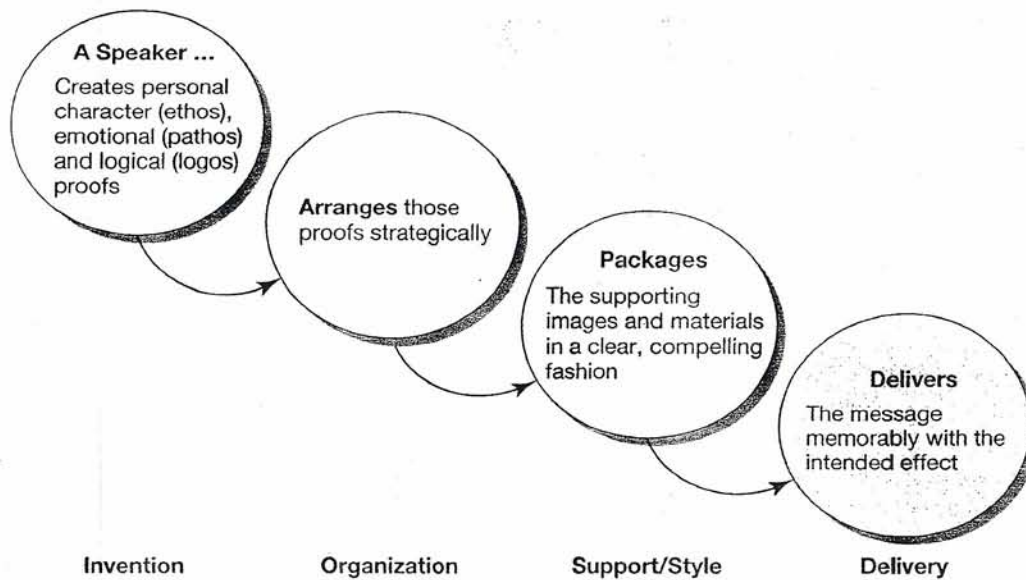 A Speaker ...
Creates personal
character (ethos),
emotional (pathos)
and logical (logos)
proofs
Arranges those
proofs strategically
Packages
The supporting
images and materials
in a clear, compelling
fashion
Delivers
The message
memorably with the
intended effect
Invention
Organization
Support/Style
Delivery